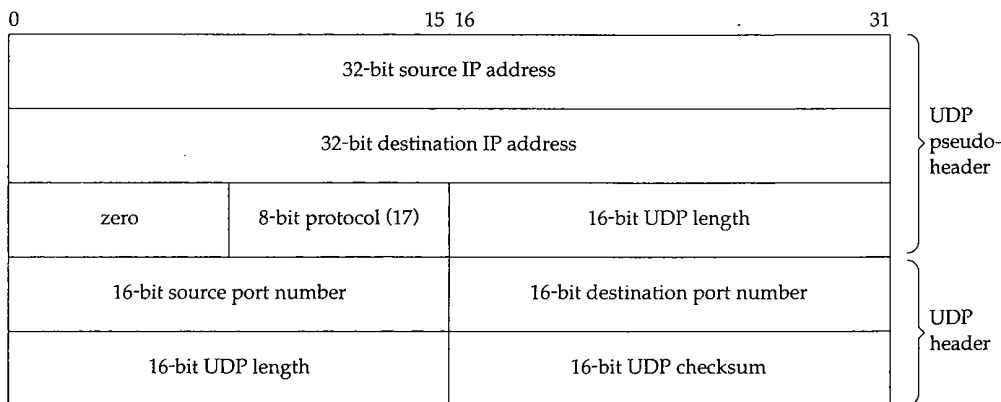 0 15 16 31
32-bit source IP address
32-bit destination IP address
UDP
pseudo-
header
zero 8-bit protocol (17) 16-bit UDP length
16-bit source port number 16-bit destination port number
UDP
header
16-bit UDP length 16-bit UDP checksum